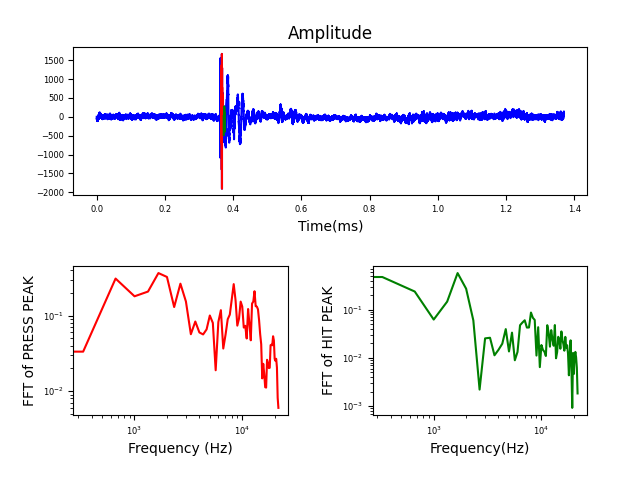 Amplitude
1500
1000
500
0
−500
−1000
−1500
−2000
0.0 0.2 0.4 0.6 0.8 1.0 1.2 1.4
Time(ms)
FFT of PRESS PEAK
10⁻¹
10⁻²
10³ 10⁴
Frequency (Hz)
FFT of HIT PEAK
10⁻¹
10⁻²
10⁻³
10³ 10⁴
Frequency(Hz)